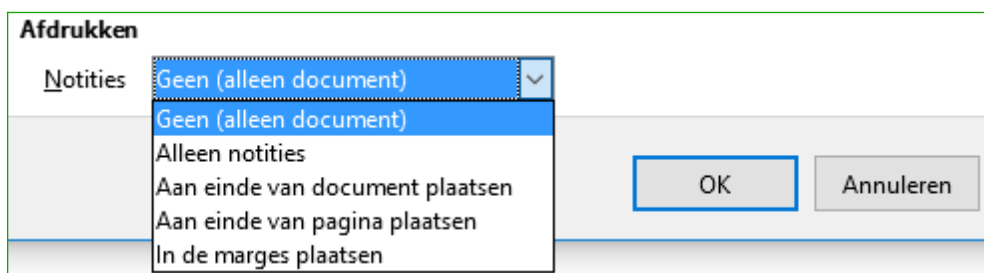 Afdrukken
Notities Geen (alleen document)
Geen (alleen document)
Alleen notities
Aan einde van document plaatsen
Aan einde van pagina plaatsen
In de marges plaatsen
OK Annuleren